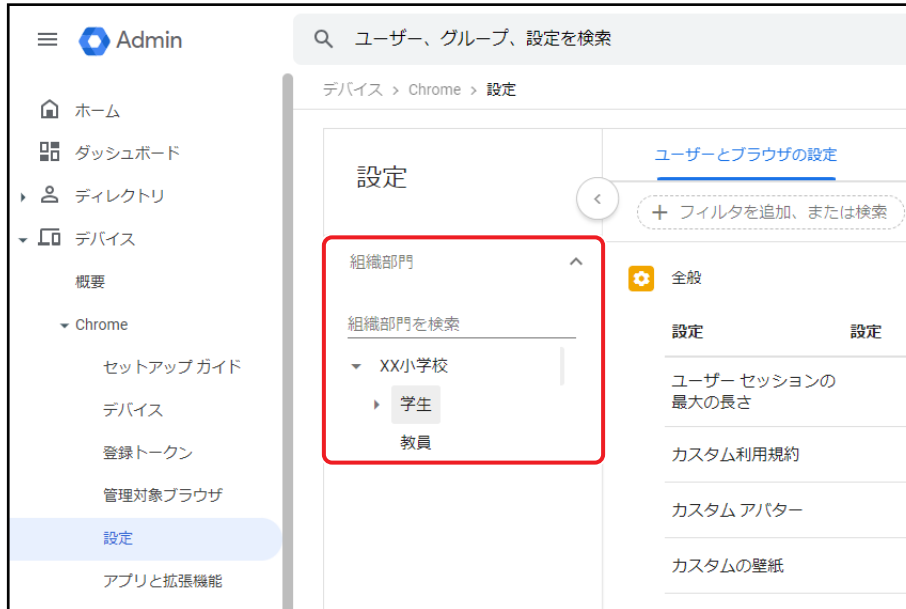 Admin
ユーザー、グループ、設定を検索
デバイス > Chrome > 設定
ホーム
ダッシュボード
ディレクトリ
デバイス
概要
Chrome
セットアップ ガイド
デバイス
登録トークン
管理対象ブラウザ
設定
アプリと拡張機能
設定
組織部門
組織部門を検索
XX小学校
学生
教員
ユーザーとブラウザの設定
+ フィルタを追加、または検索
全般
設定 設定
ユーザー セッションの
最大の長さ
カスタム利用規約
カスタム アバター
カスタムの壁紙